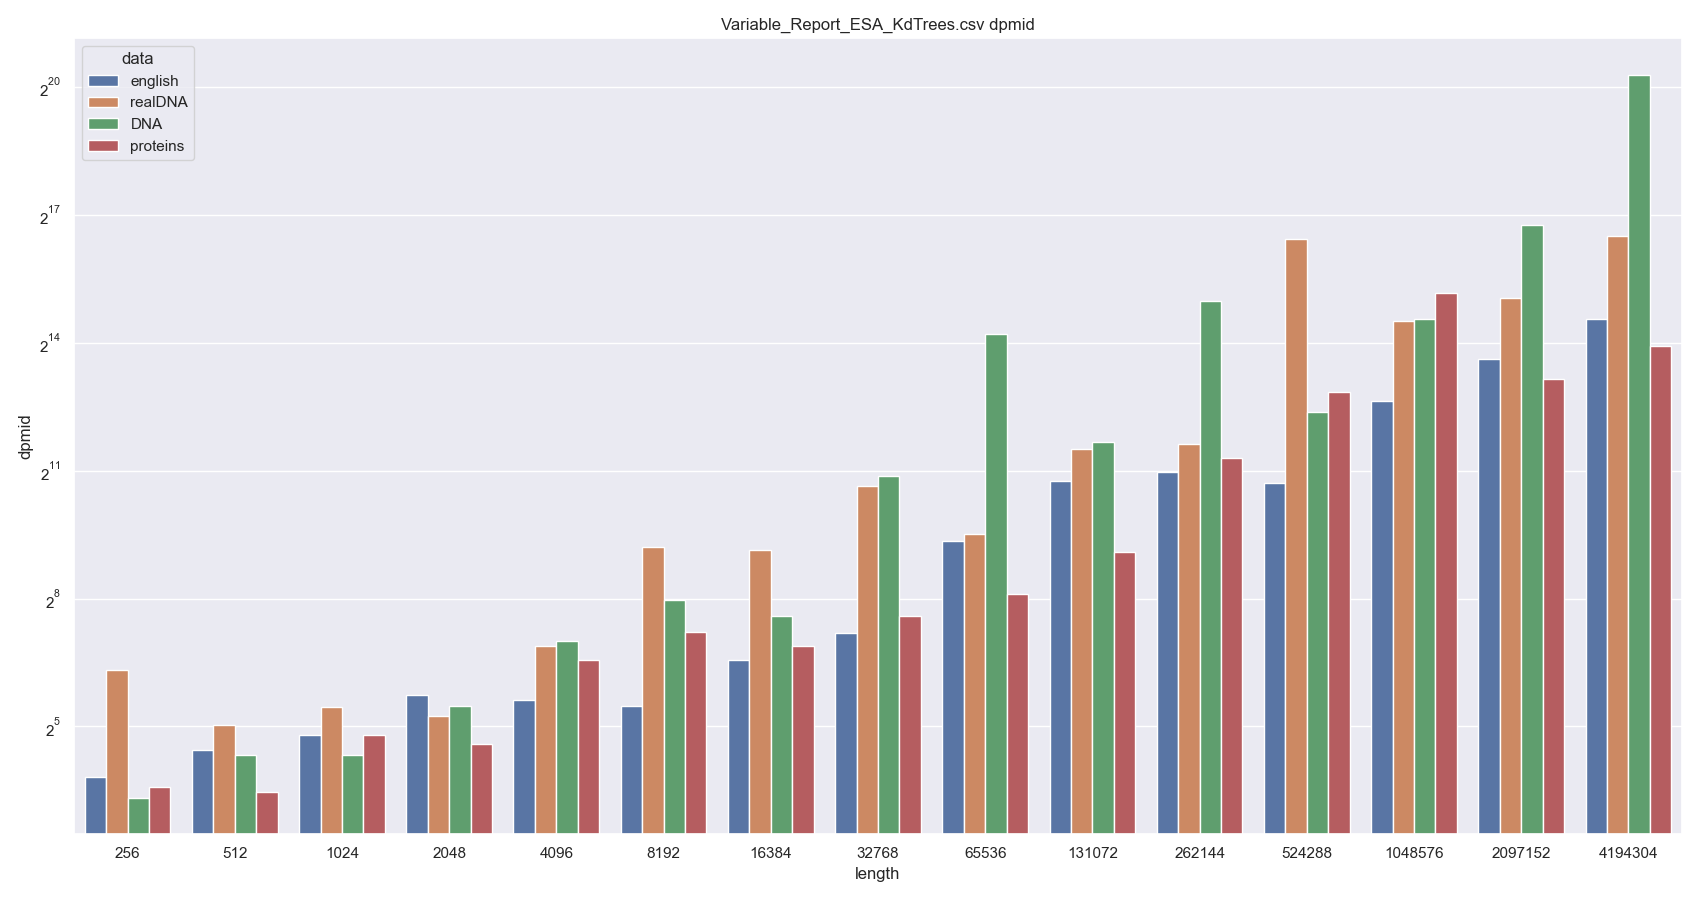 Variable_Report_ESA_KdTrees.csv dpmid
data
english
realDNA
DNA
proteins
2^20
2^17
2^14
2^11
2^8
2^5
dpmid
256 512 1024 2048 4096 8192 16384 32768 65536 131072 262144 524288 1048576 2097152 4194304
length